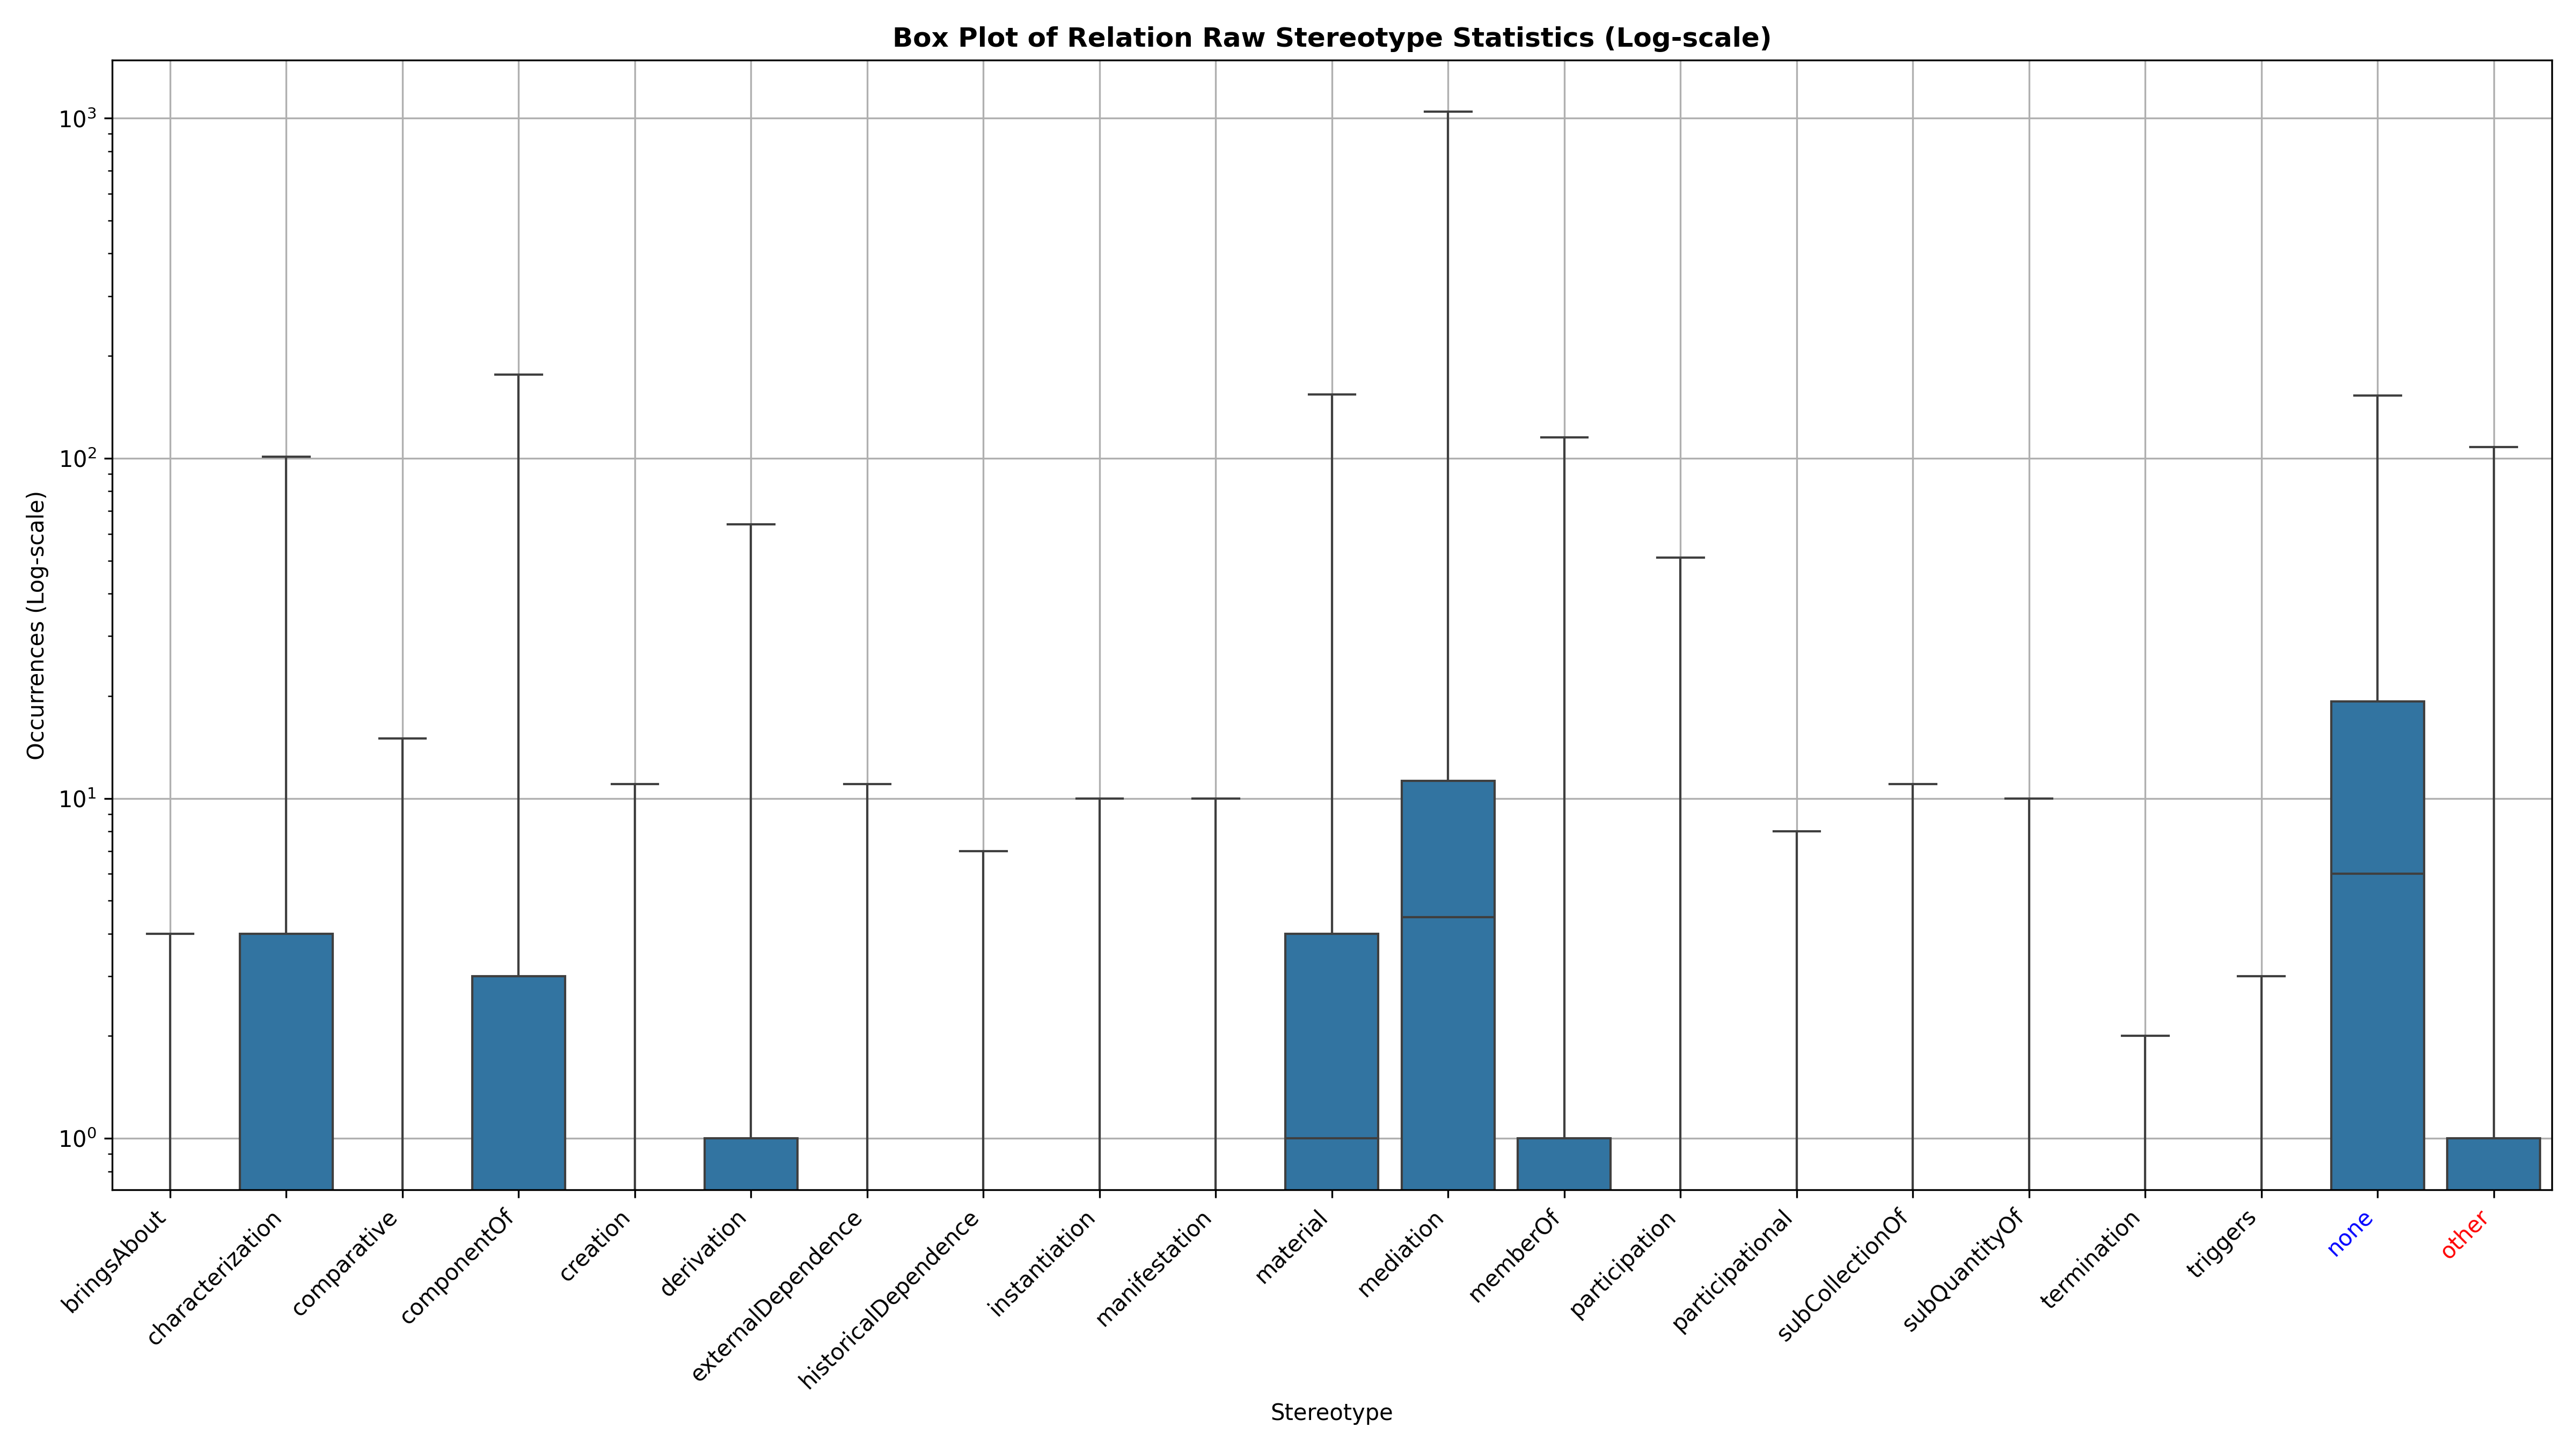 Box Plot of Relation Raw Stereotype Statistics (Log-scale)
Occurrences (Log-scale)
10³
10²
10¹
10⁰
bringsAbout
characterization
comparative
componentOf
creation
derivation
externalDependence
historicalDependence
instantiation
manifestation
material
mediation
memberOf
participation
participational
subCollectionOf
subQuantityOf
termination
triggers
none
other
Stereotype